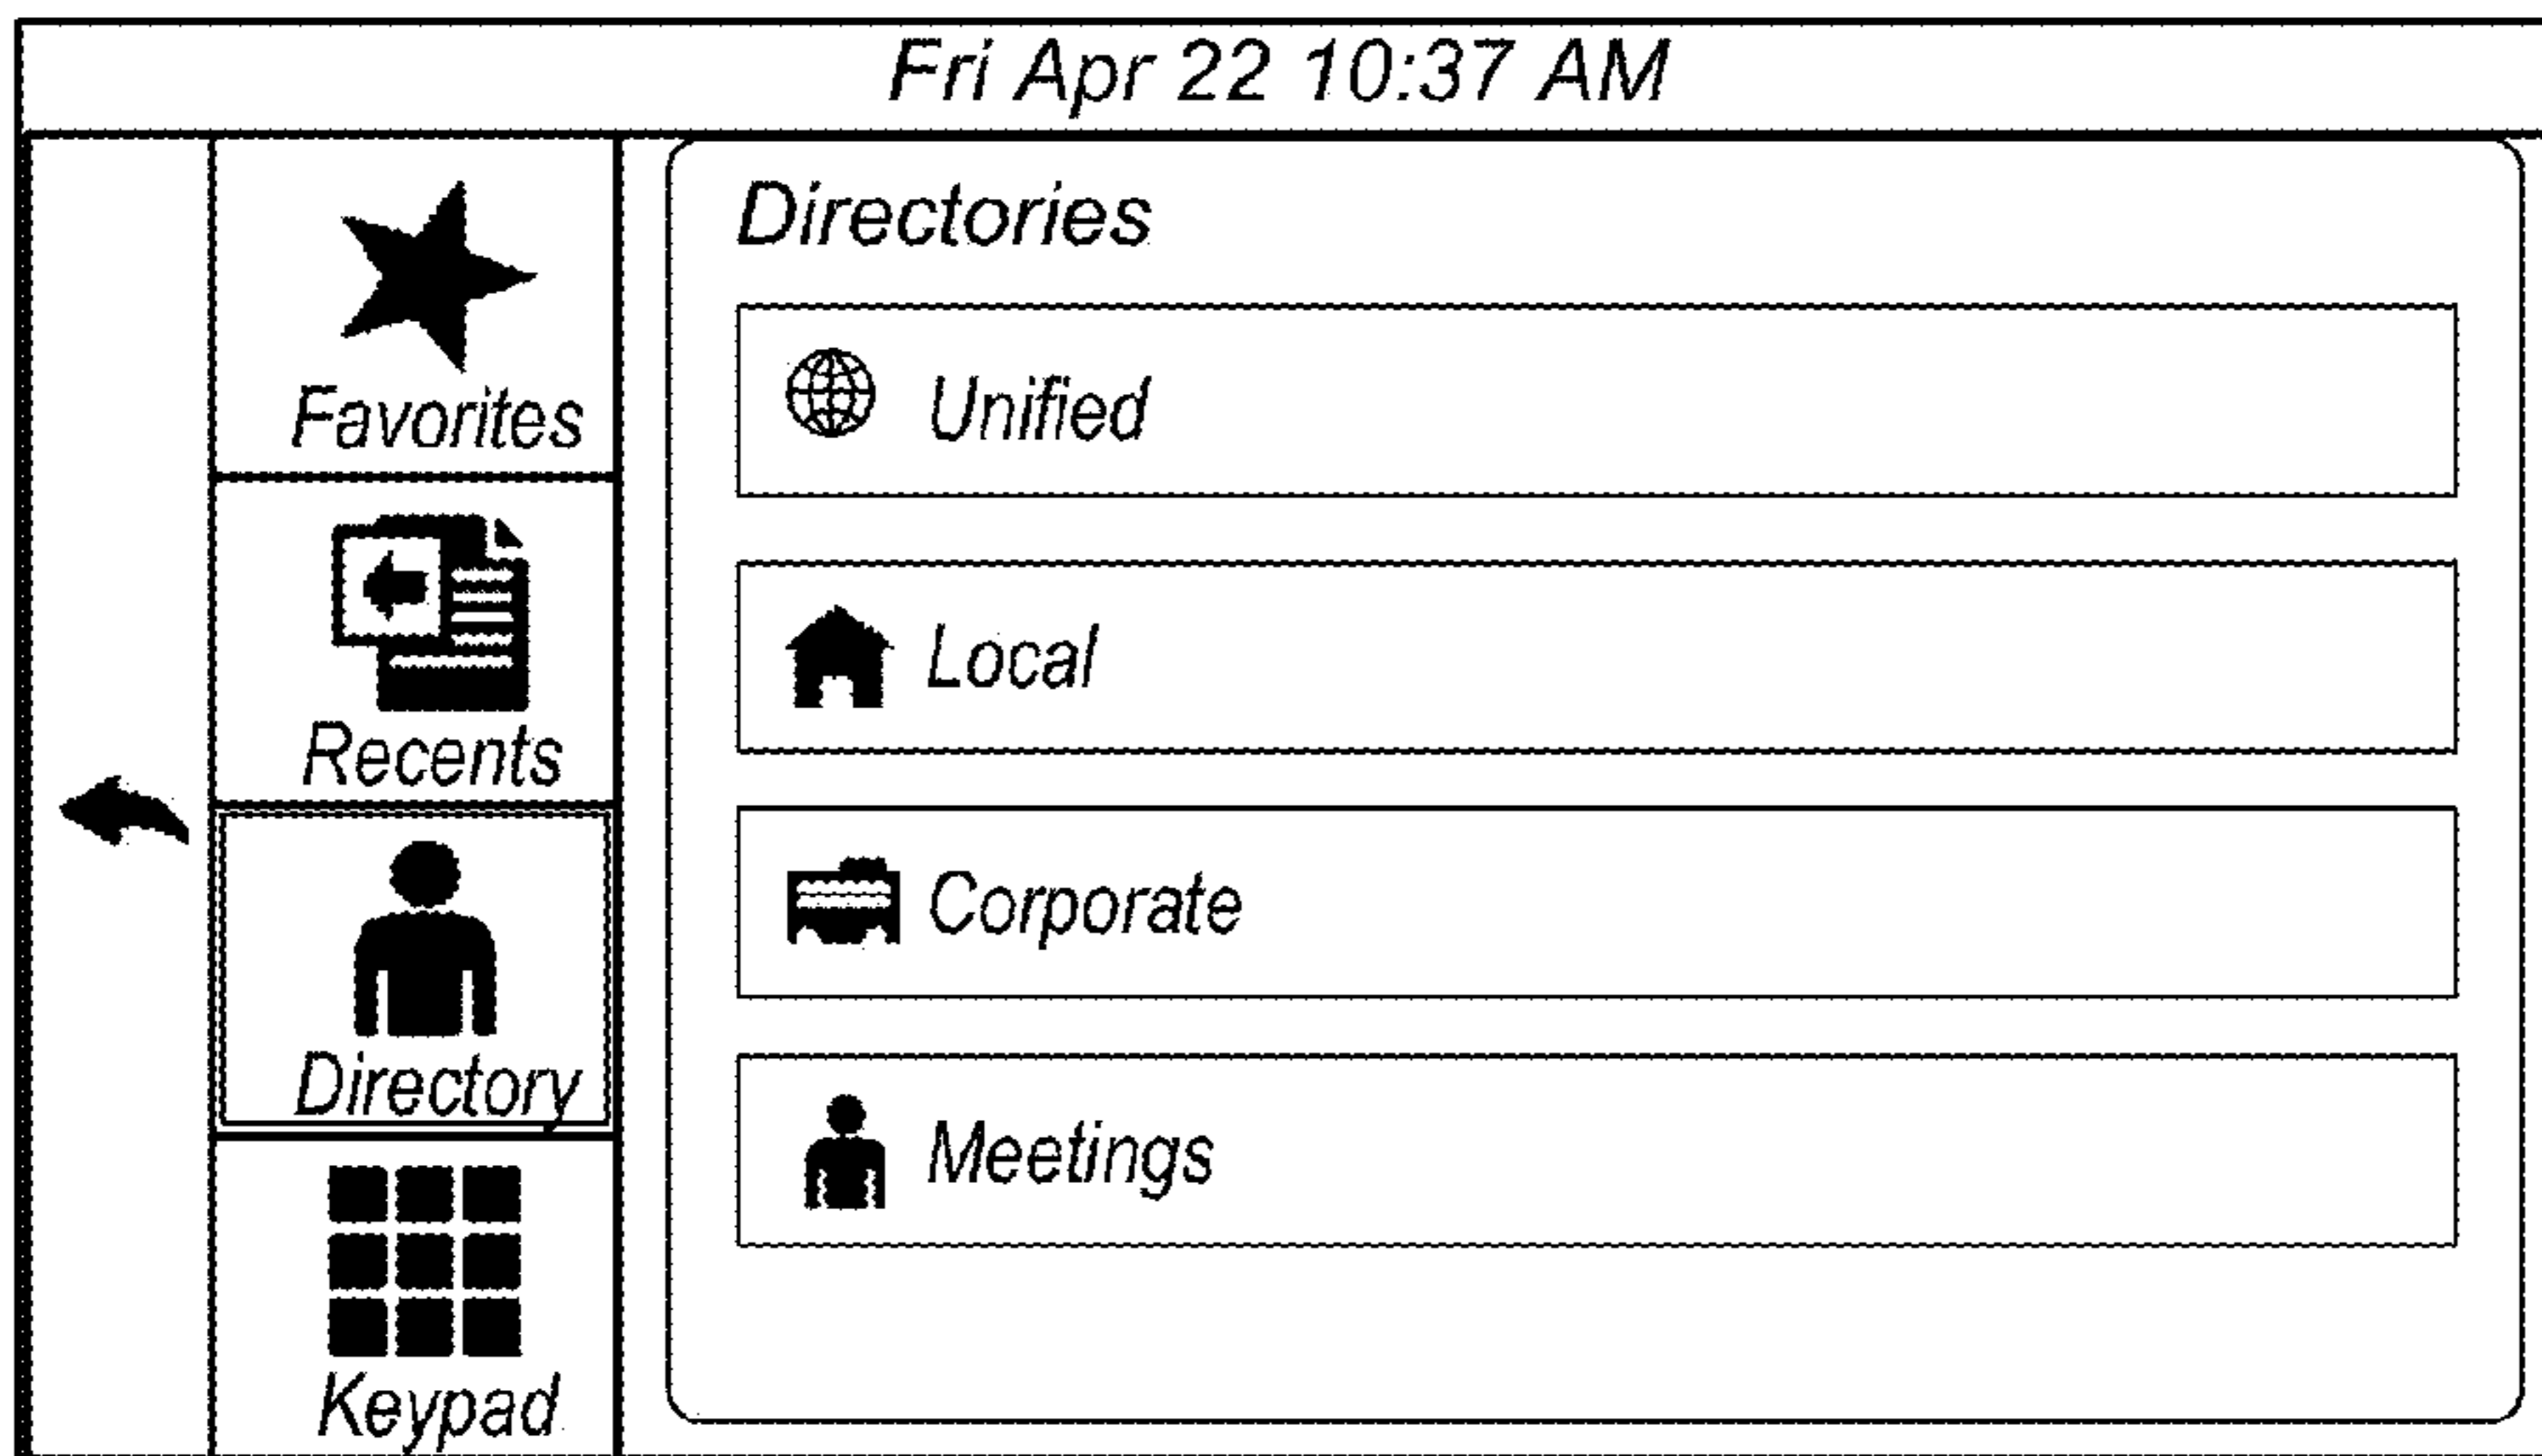 Fri Apr 22 10:37 AM
Favorites
Recents
Directory
Keypad
Directories
Unified
Local
Corporate
Meetings